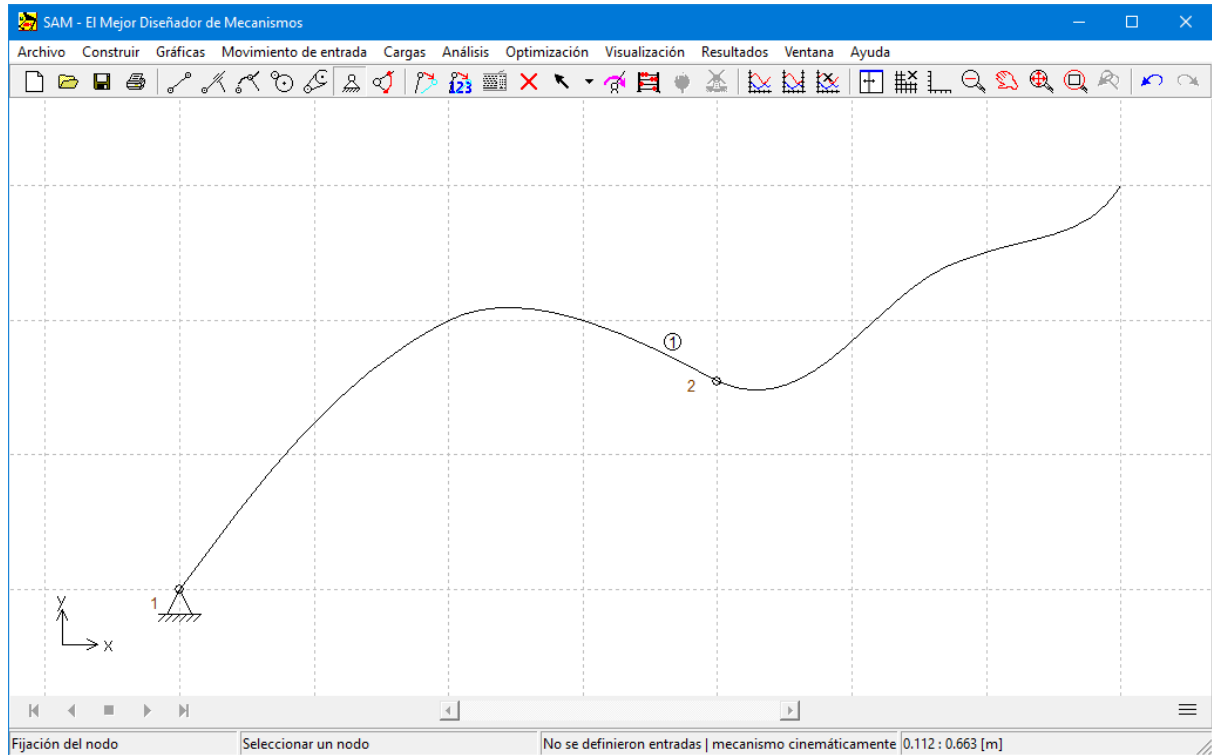 SAM - El Mejor Diseñador de Mecanismos
Archivo Construir Gráficas Movimiento de entrada Cargas Análisis Optimización Visualización Resultados Ventana Ayuda
123
1
2
1
y
x
Fijación del nodo Seleccionar un nodo No se definieron entradas | mecanismo cinemáticamente 0.112 : 0.663 [m]